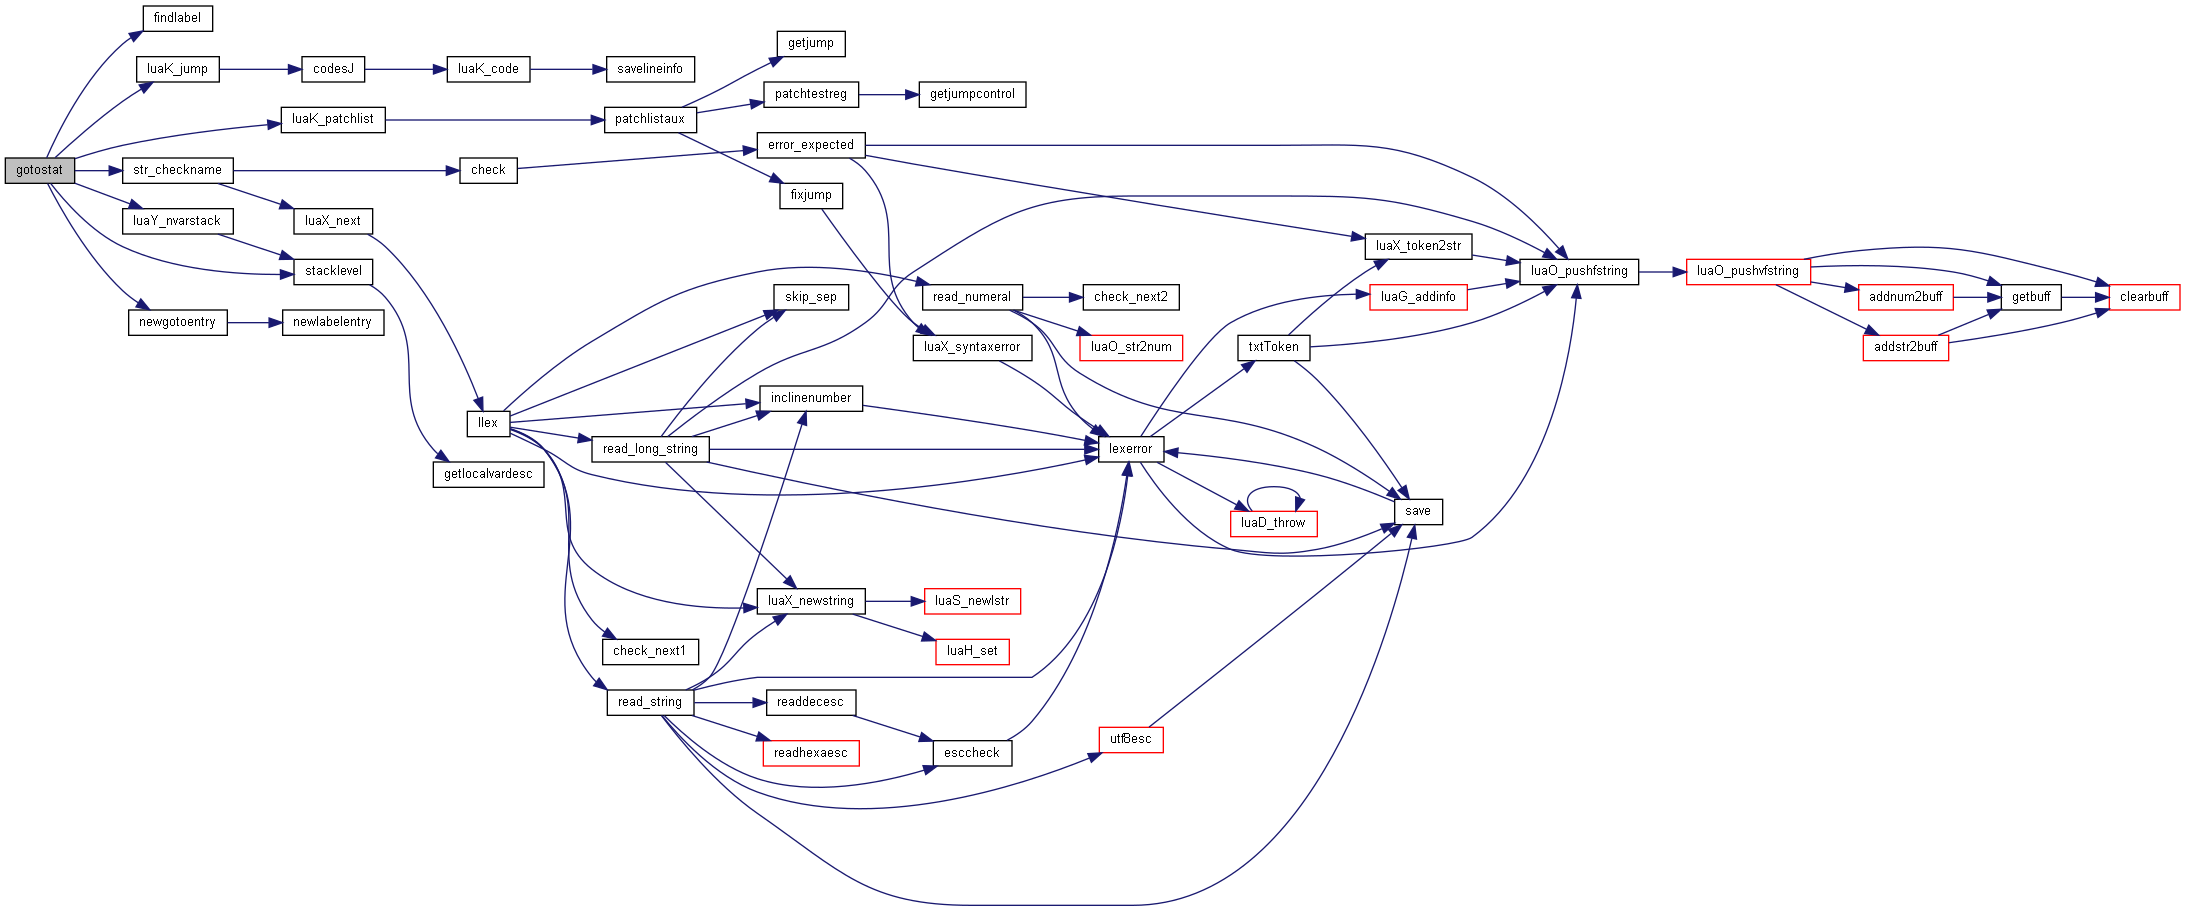 findlabel
getjump
luaK_jump
codesJ
luaK_code
savelineinfo
patchtestreg
getjumpcontrol
luaK_patchlist
patchlistaux
error_expected
gotostat
str_checkname
check
fixjump
luaY_nvarstack
luaX_next
luaX_token2str
stacklevel
luaO_pushfstring
luaO_pushvfstring
skip_sep
read_numeral
check_next2
luaG_addinfo
addnum2buff
getbuff
clearbuff
newgotoentry
newlabelentry
luaX_syntaxerror
luaO_str2num
txtToken
addstr2buff
inclinenumber
llex
read_long_string
lexerror
getlocalvardesc
save
luaD_throw
luaX_newstring
luaS_newlstr
check_next1
luaH_set
read_string
readdecesc
utf8esc
readhexaesc
esccheck